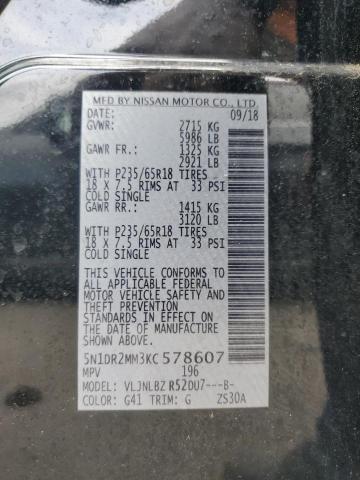 MFD BY NISSAN MOTOR CO., LTD.
DATE: 09/18
GVWR: 2715 KG
5986 LB
GAWR FR: 1325 KG
2921 LB
WITH P235/65R18 TIRES
18 X 7.5 RIMS AT 33 PSI
COLD SINGLE
GAWR RR: 1415 KG
3120 LB
WITH P235/65R18 TIRES
18 X 7.5 RIMS AT 33 PSI
COLD SINGLE
THIS VEHICLE CONFORMS TO
ALL APPLICABLE FEDERAL
MOTOR VEHICLE SAFETY
AND THEFT PREVENTION
STANDARDS IN EFFECT ON
THE DATE OF MANUFACTURE
SHOWN ABOVE.
5N1DR2MM3KC578607
MPV 196
MODEL: VLJNLBZ R52DU7---B-
COLOR: G41 TRIM: G ZS30A